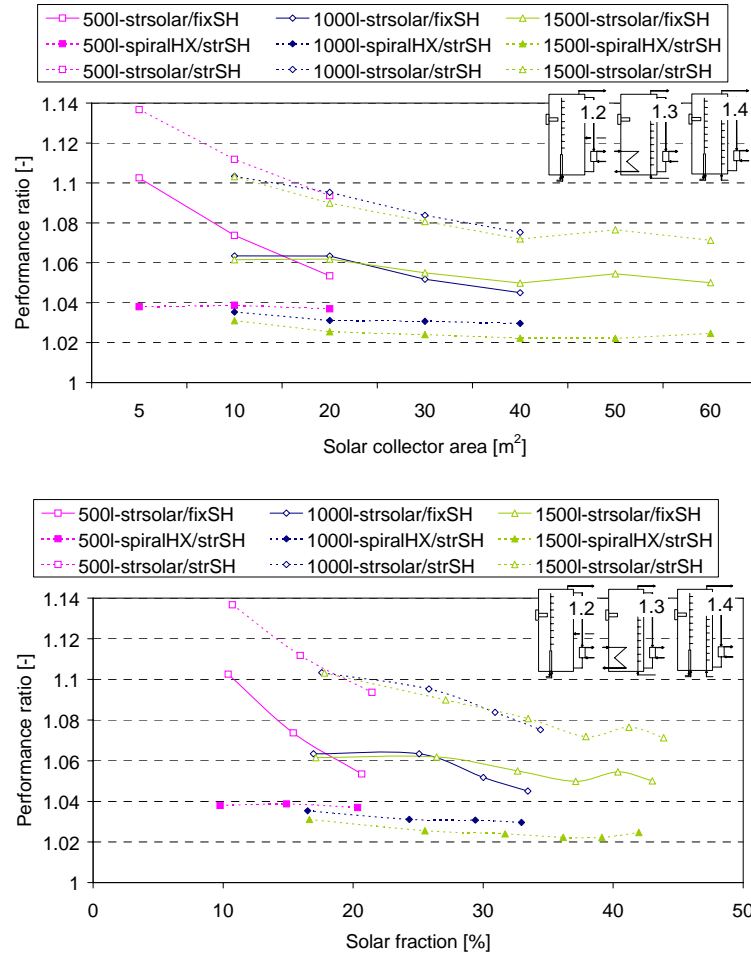 500l-strsolar/fixSH 1000l-strsolar/fixSH 1500l-strsolar/fixSH
500l-spiralHX/strSH 1000l-spiralHX/strSH 1500l-spiralHX/strSH
500l-strsolar/strSH 1000l-strsolar/strSH 1500l-strsolar/strSH
1.14
1.12
1.1
1.08
1.06
1.04
1.02
1
Performance ratio [-]
1.2 1.3 1.4
5 10 20 30 40 50 60
Solar collector area [m²]
500l-strsolar/fixSH 1000l-strsolar/fixSH 1500l-strsolar/fixSH
500l-spiralHX/strSH 1000l-spiralHX/strSH 1500l-spiralHX/strSH
500l-strsolar/strSH 1000l-strsolar/strSH 1500l-strsolar/strSH
1.14
1.12
1.1
1.08
1.06
1.04
1.02
1
Performance ratio [-]
1.2 1.3 1.4
0 10 20 30 40 50
Solar fraction [%]